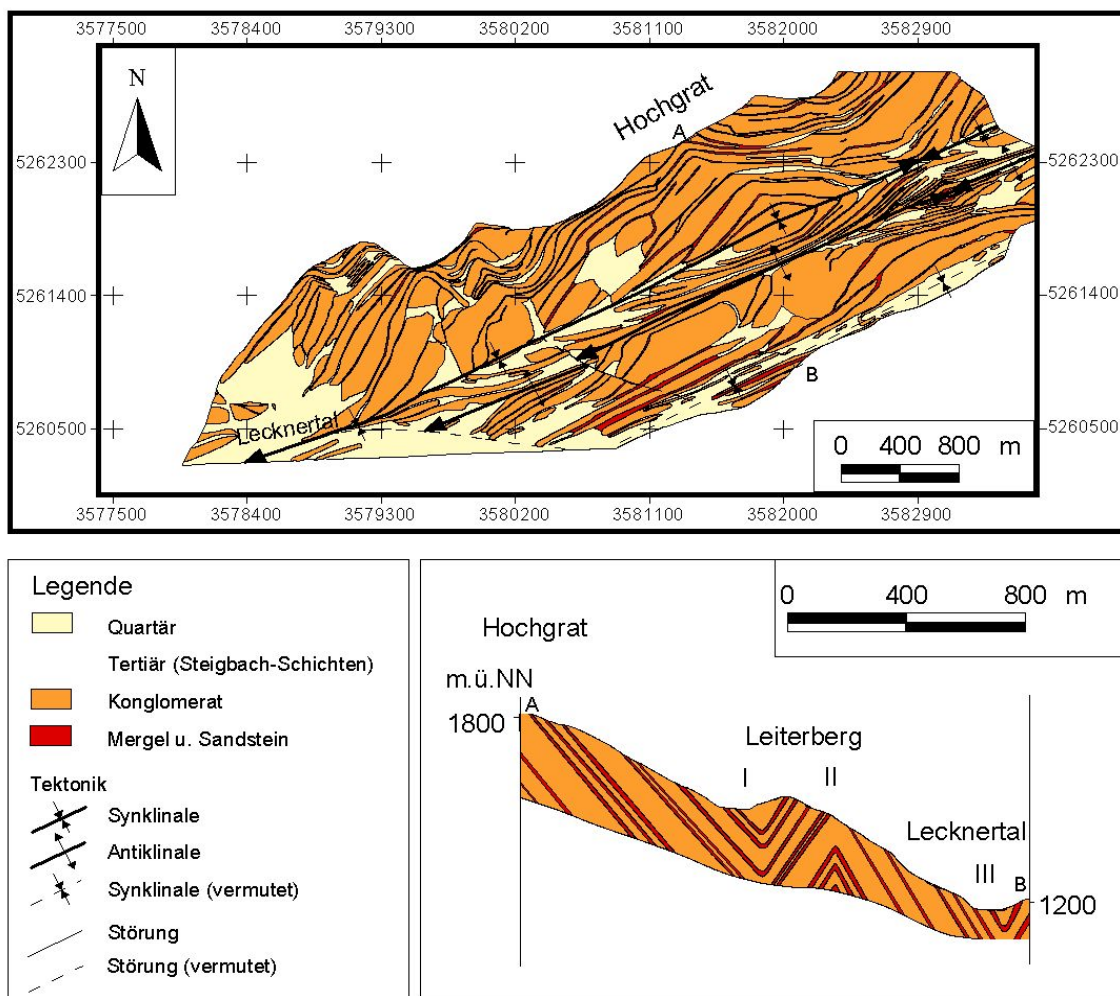 3577500 3578400 3579300 3580200 3581100 3582000 3582900
N
Hochgrat
A
5262300 5262300
5261400 5261400
B
Lecknertal
5260500 5260500
0 400 800 m
3577500 3578400 3579300 3580200 3581100 3582000 3582900
Legende
Quartär
Tertiär (Steigbach-Schichten)
Konglomerat
Mergel u. Sandstein
Tektonik
Synklinale
Antiklinale
Synklinale (vermutet)
Störung
Störung (vermutet)
0 400 800 m
Hochgrat
m.ü.NN
A
1800
Leiterberg
I II
Lecknertal
III B
1200